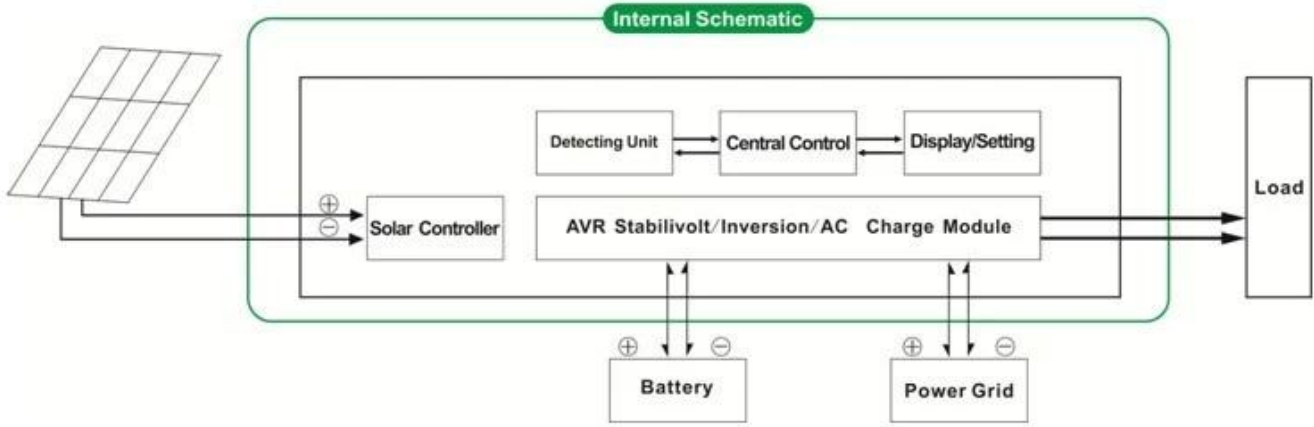 Internal Schematic
Detecting Unit
Central Control
Display/Setting
⊕
⊖
Solar Controller
AVR Stabilivolt/Inversion/AC Charge Module
Load
⊕ ⊖
Battery
⊕ ⊖
Power Grid